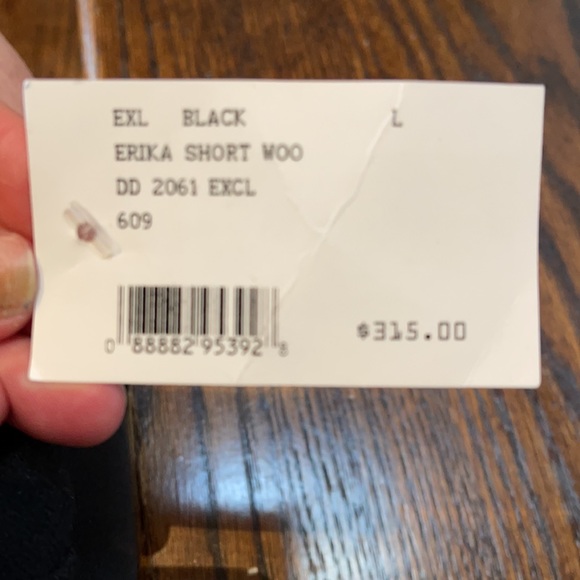 EXL BLACK L
ERIKA SHORT WOO
DD 2061 EXCL
609
0 88882 95392 8
$315.00